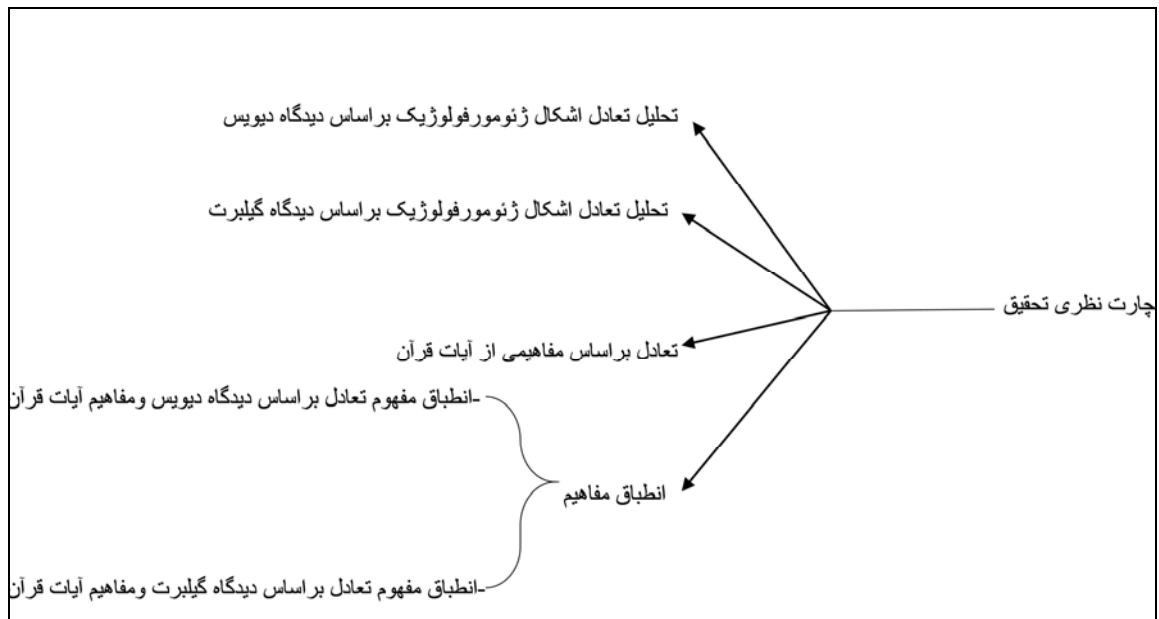 تحلیل تعادل اشکال ژئومورفولوژیک براساس دیدگاه دیویس
تحلیل تعادل اشکال ژئومورفولوژیک براساس دیدگاه گیلبرت
چارت نظری تحقیق
تعادل براساس مفاهیمی از آیات قرآن
-انطباق مفهوم تعادل براساس دیدگاه دیویس ومفاهیم آیات قرآن
انطباق مفاهیم
-انطباق مفهوم تعادل براساس دیدگاه گیلبرت ومفاهیم آیات قرآن